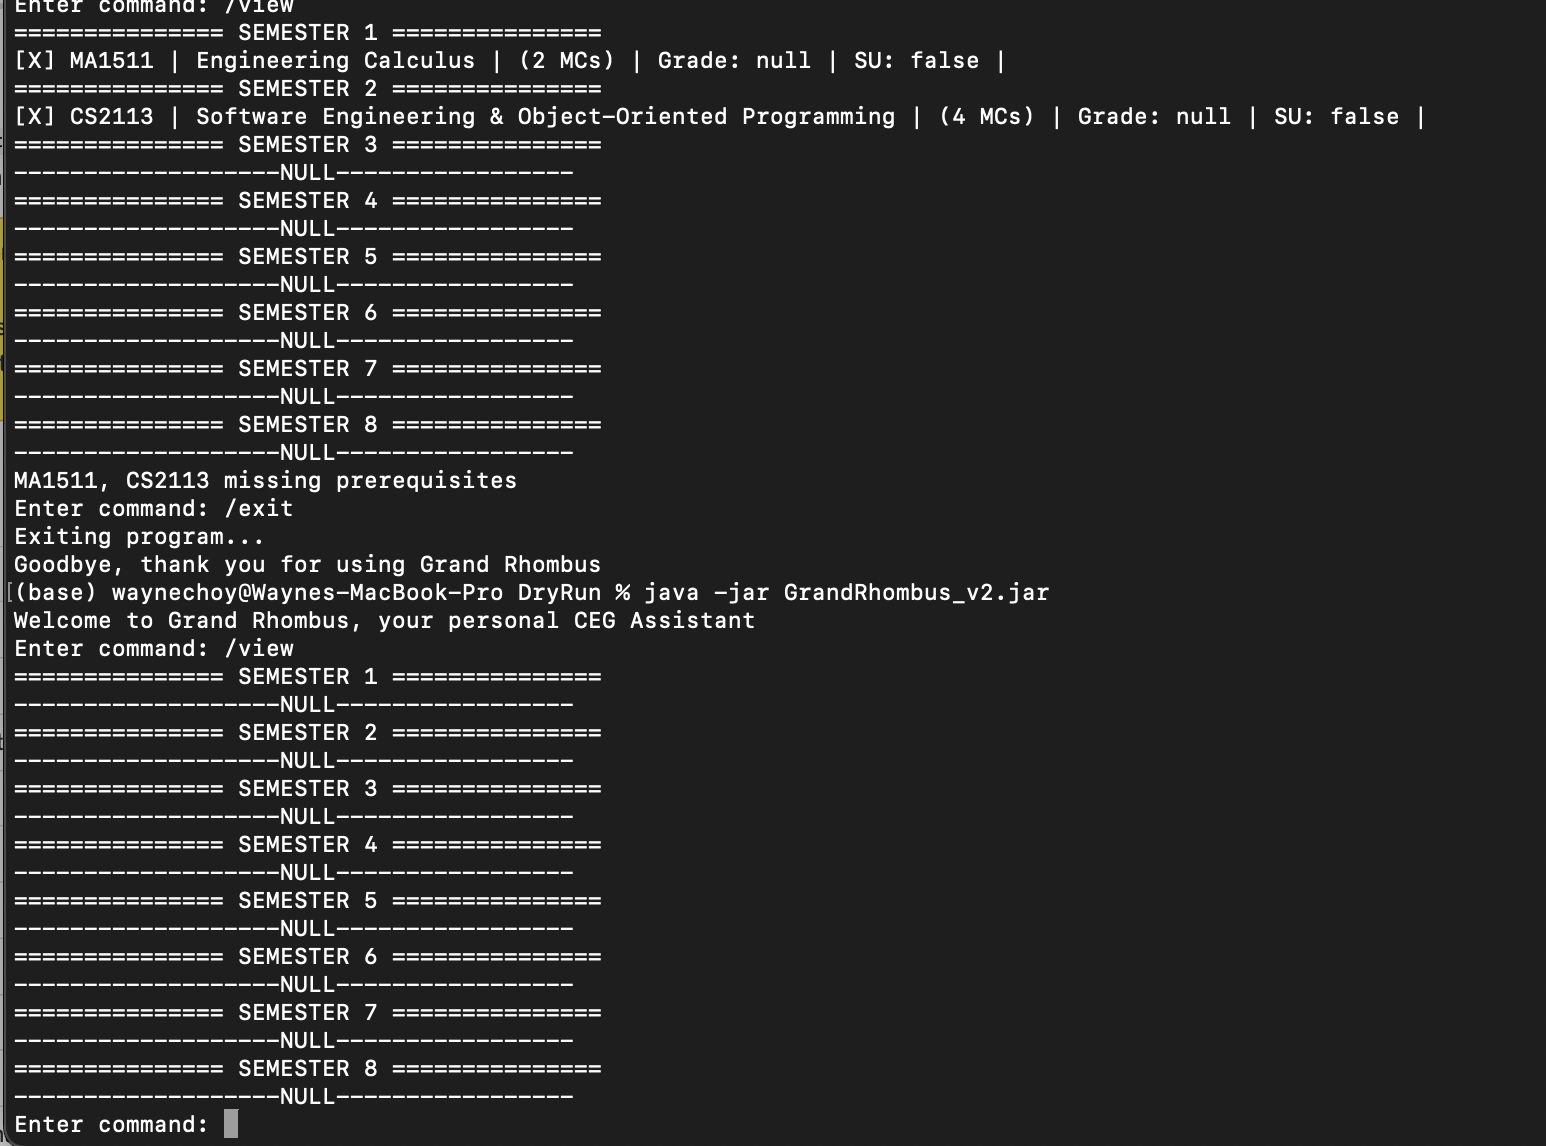 Enter command: /view
=============== SEMESTER 1 ===============
[X] MA1511 | Engineering Calculus | (2 MCs) | Grade: null | SU: false |
=============== SEMESTER 2 ===============
[X] CS2113 | Software Engineering & Object-Oriented Programming | (4 MCs) | Grade: null | SU: false |
=============== SEMESTER 3 ===============
-------------------NULL-----------------
=============== SEMESTER 4 ===============
-------------------NULL-----------------
=============== SEMESTER 5 ===============
-------------------NULL-----------------
=============== SEMESTER 6 ===============
-------------------NULL-----------------
=============== SEMESTER 7 ===============
-------------------NULL-----------------
=============== SEMESTER 8 ===============
-------------------NULL-----------------
MA1511, CS2113 missing prerequisites
Enter command: /exit
Exiting program...
Goodbye, thank you for using Grand Rhombus
[(base) waynechoy@Waynes-MacBook-Pro DryRun % java -jar GrandRhombus_v2.jar
Welcome to Grand Rhombus, your personal CEG Assistant
Enter command: /view
=============== SEMESTER 1 ===============
-------------------NULL-----------------
=============== SEMESTER 2 ===============
-------------------NULL-----------------
=============== SEMESTER 3 ===============
-------------------NULL-----------------
=============== SEMESTER 4 ===============
-------------------NULL-----------------
=============== SEMESTER 5 ===============
-------------------NULL-----------------
=============== SEMESTER 6 ===============
-------------------NULL-----------------
=============== SEMESTER 7 ===============
-------------------NULL-----------------
=============== SEMESTER 8 ===============
-------------------NULL-----------------
Enter command: